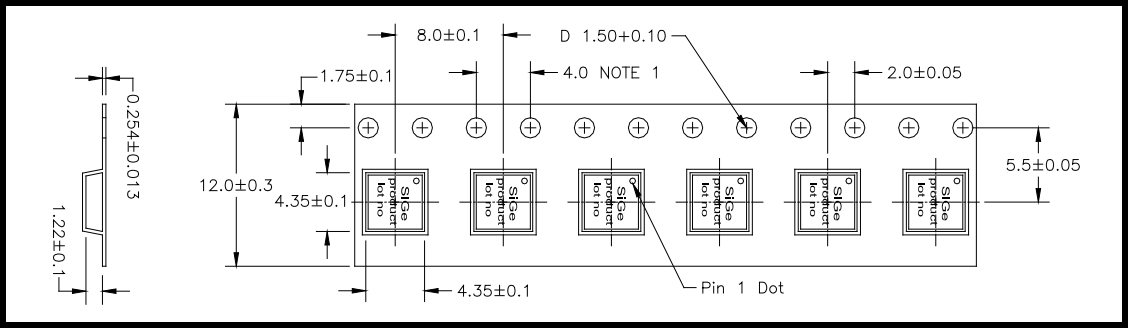 8.0±0.1
D 1.50+0.10
1.75±0.1
4.0 NOTE 1
2.0±0.05
0.254±0.013
5.5±0.05
12.0±0.3
4.35±0.1
1.22±0.1
SiGe
product
lot no
SiGe
product
lot no
SiGe
product
lot no
SiGe
product
lot no
SiGe
product
lot no
SiGe
product
lot no
4.35±0.1
Pin 1 Dot